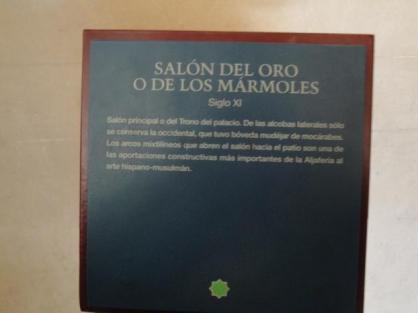 SALÓN DEL ORO
O DE LOS MÁRMOLES
Siglo XI
Salón principal o del Trono del palacio. De las alcobas laterales sólo
se conserva la occidental, que tuvo bóveda mudéjar de mocárabes.
Los arcos mixtilíneos que abren el salón hacia el patio son una de
las aportaciones constructivas más importantes de la Aljafería al
arte hispano-musulmán.